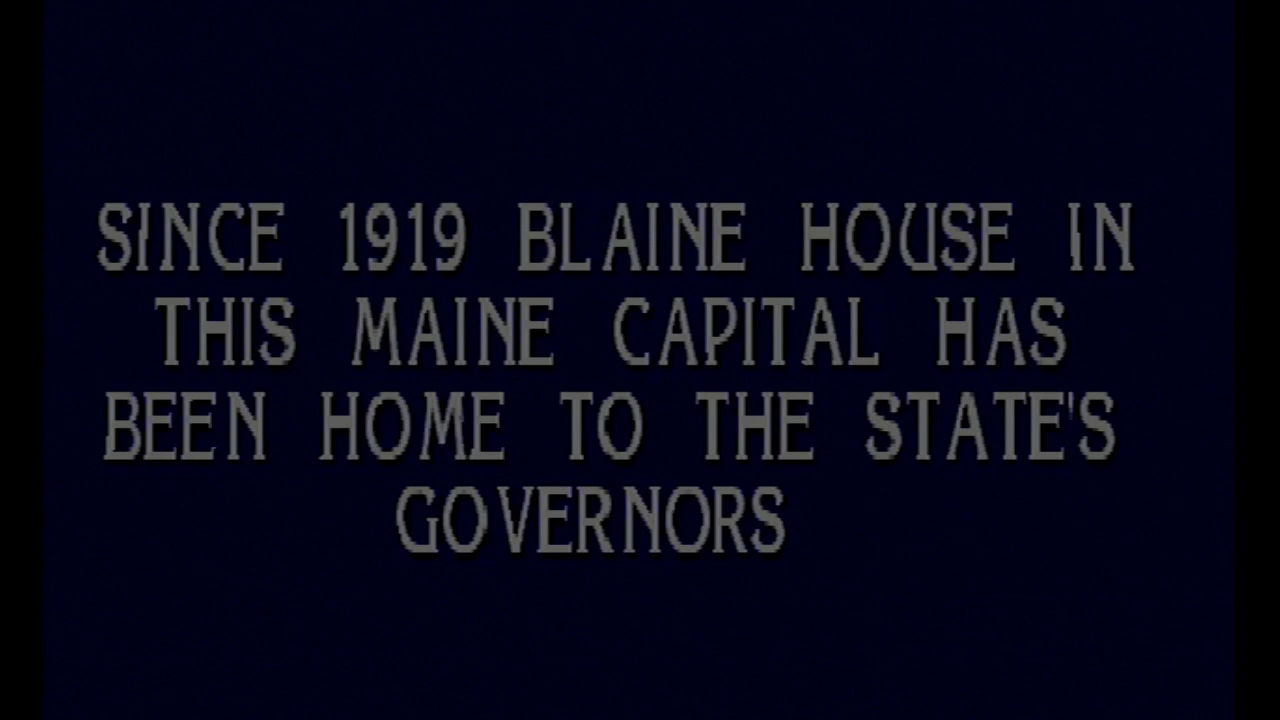 SINCE 1919 BLAINE HOUSE IN
THIS MAINE CAPITAL HAS
BEEN HOME TO THE STATE'S
GOVERNORS